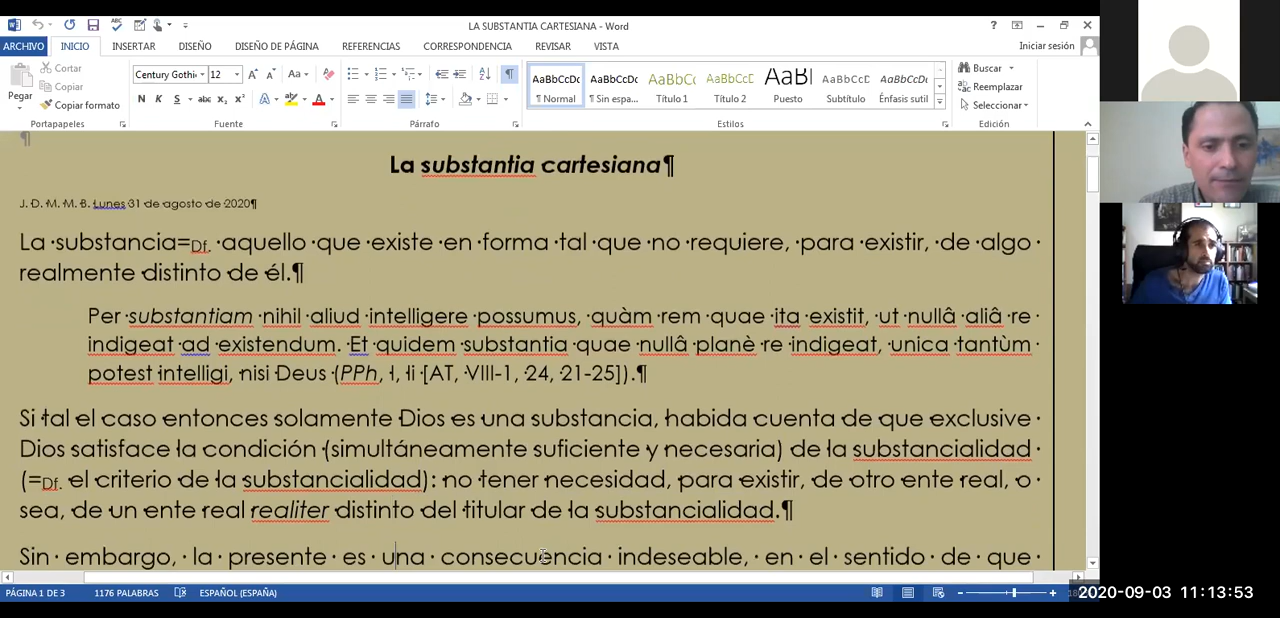 LA SUBSTANTIA CARTESIANA - Word
ARCHIVO INICIO INSERTAR DISEÑO DISEÑO DE PÁGINA REFERENCIAS CORRESPONDENCIA REVISAR VISTA Iniciar sesión
Pegar
Cortar
Copiar
Copiar formato
Portapapeles
Century Gothi 12
Fuente
Párrafo
AaBbCcDc AaBbCcDc AaBbC AaBbCc AaBl AaBbCcD AaBbCcDc
¶ Normal ¶ Sin espa... Título 1 Título 2 Puesto Subtítulo Énfasis sutil
Estilos
Buscar
Reemplazar
Seleccionar
Edición
¶
La substantia cartesiana¶
J. D. M. M. B. Lunes 31 de agosto de 2020¶
La substancia=Df. aquello que existe en forma tal que no requiere, para existir, de algo
realmente distinto de él.¶
Per substantiam nihil aliud intelligere possumus, quàm rem quae ita existit, ut nullâ aliâ re
indigeat ad existendum. Et quidem substantia quae nullâ planè re indigeat, unica tantùm
potest intelligi, nisi Deus (PPh, I, li [AT, VIII-1, 24, 21-25]).¶
Si tal el caso entonces solamente Dios es una substancia, habida cuenta de que exclusive
Dios satisface la condición (simultáneamente suficiente y necesaria) de la substancialidad
(=Df. el criterio de la substancialidad): no tener necesidad, para existir, de otro ente real, o
sea, de un ente real realiter distinto del titular de la substancialidad.¶
Sin embargo, la presente es una consecuencia indeseable, en el sentido de que
PÁGINA 1 DE 3 1176 PALABRAS ESPAÑOL (ESPAÑA)
2020-09-03 11:13:53